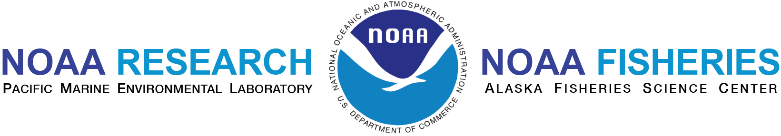 NOAA RESEARCH
PACIFIC MARINE ENVIRONMENTAL LABORATORY
NATIONAL OCEANIC AND ATMOSPHERIC ADMINISTRATION
NOAA
U.S. DEPARTMENT OF COMMERCE
NOAA FISHERIES
ALASKA FISHERIES SCIENCE CENTER